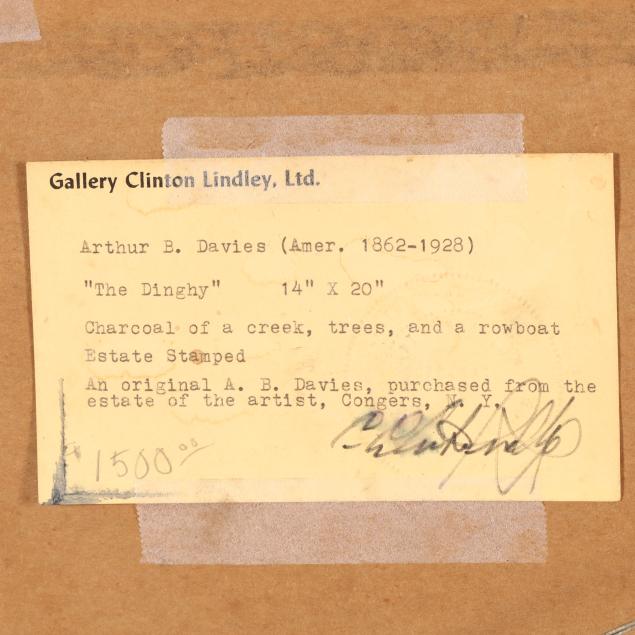 Gallery Clinton Lindley, Ltd.
Arthur B. Davies (Amer. 1862-1928)
"The Dinghy" 14" X 20"
Charcoal of a creek, trees, and a rowboat
Estate Stamped
An original A. B. Davies, purchased from the
estate of the artist, Congers, N. Y.
1500.00